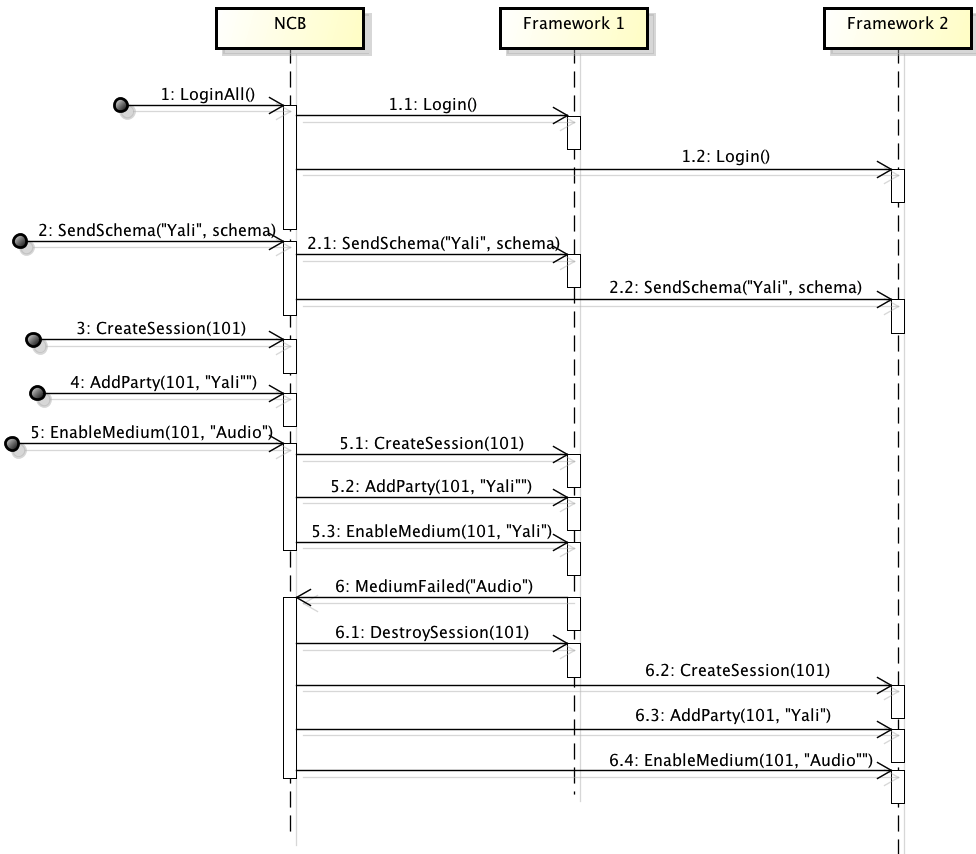 NCB
Framework 1
Framework 2
1: LoginAll()
1.1: Login()
1.2: Login()
2: SendSchema("Yali", schema)
2.1: SendSchema("Yali", schema)
2.2: SendSchema("Yali", schema)
3: CreateSession(101)
4: AddParty(101, "Yali"")
5: EnableMedium(101, "Audio")
5.1: CreateSession(101)
5.2: AddParty(101, "Yali"")
5.3: EnableMedium(101, "Yali")
6: MediumFailed("Audio")
6.1: DestroySession(101)
6.2: CreateSession(101)
6.3: AddParty(101, "Yali")
6.4: EnableMedium(101, "Audio"")